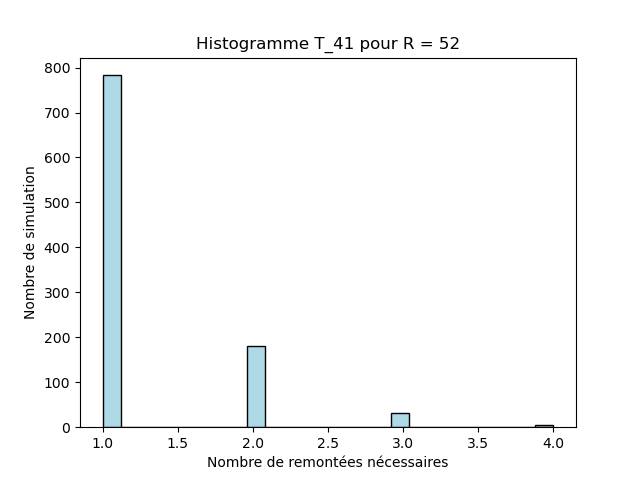 Histogramme T_41 pour R = 52
800
700
600
500
400
300
200
100
0
Nombre de simulation
1.0 1.5 2.0 2.5 3.0 3.5 4.0
Nombre de remontées nécessaires